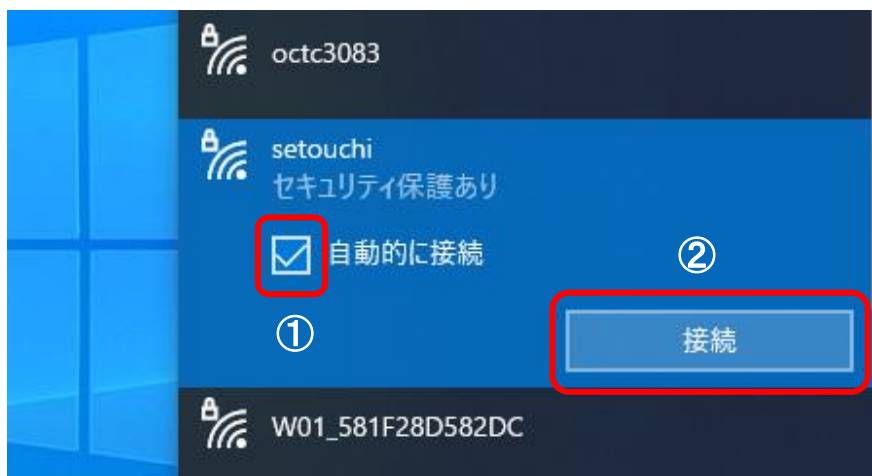 octc3083
setouchi
セキュリティ保護あり
自動的に接続
②
①
接続
W01_581F28D582DC